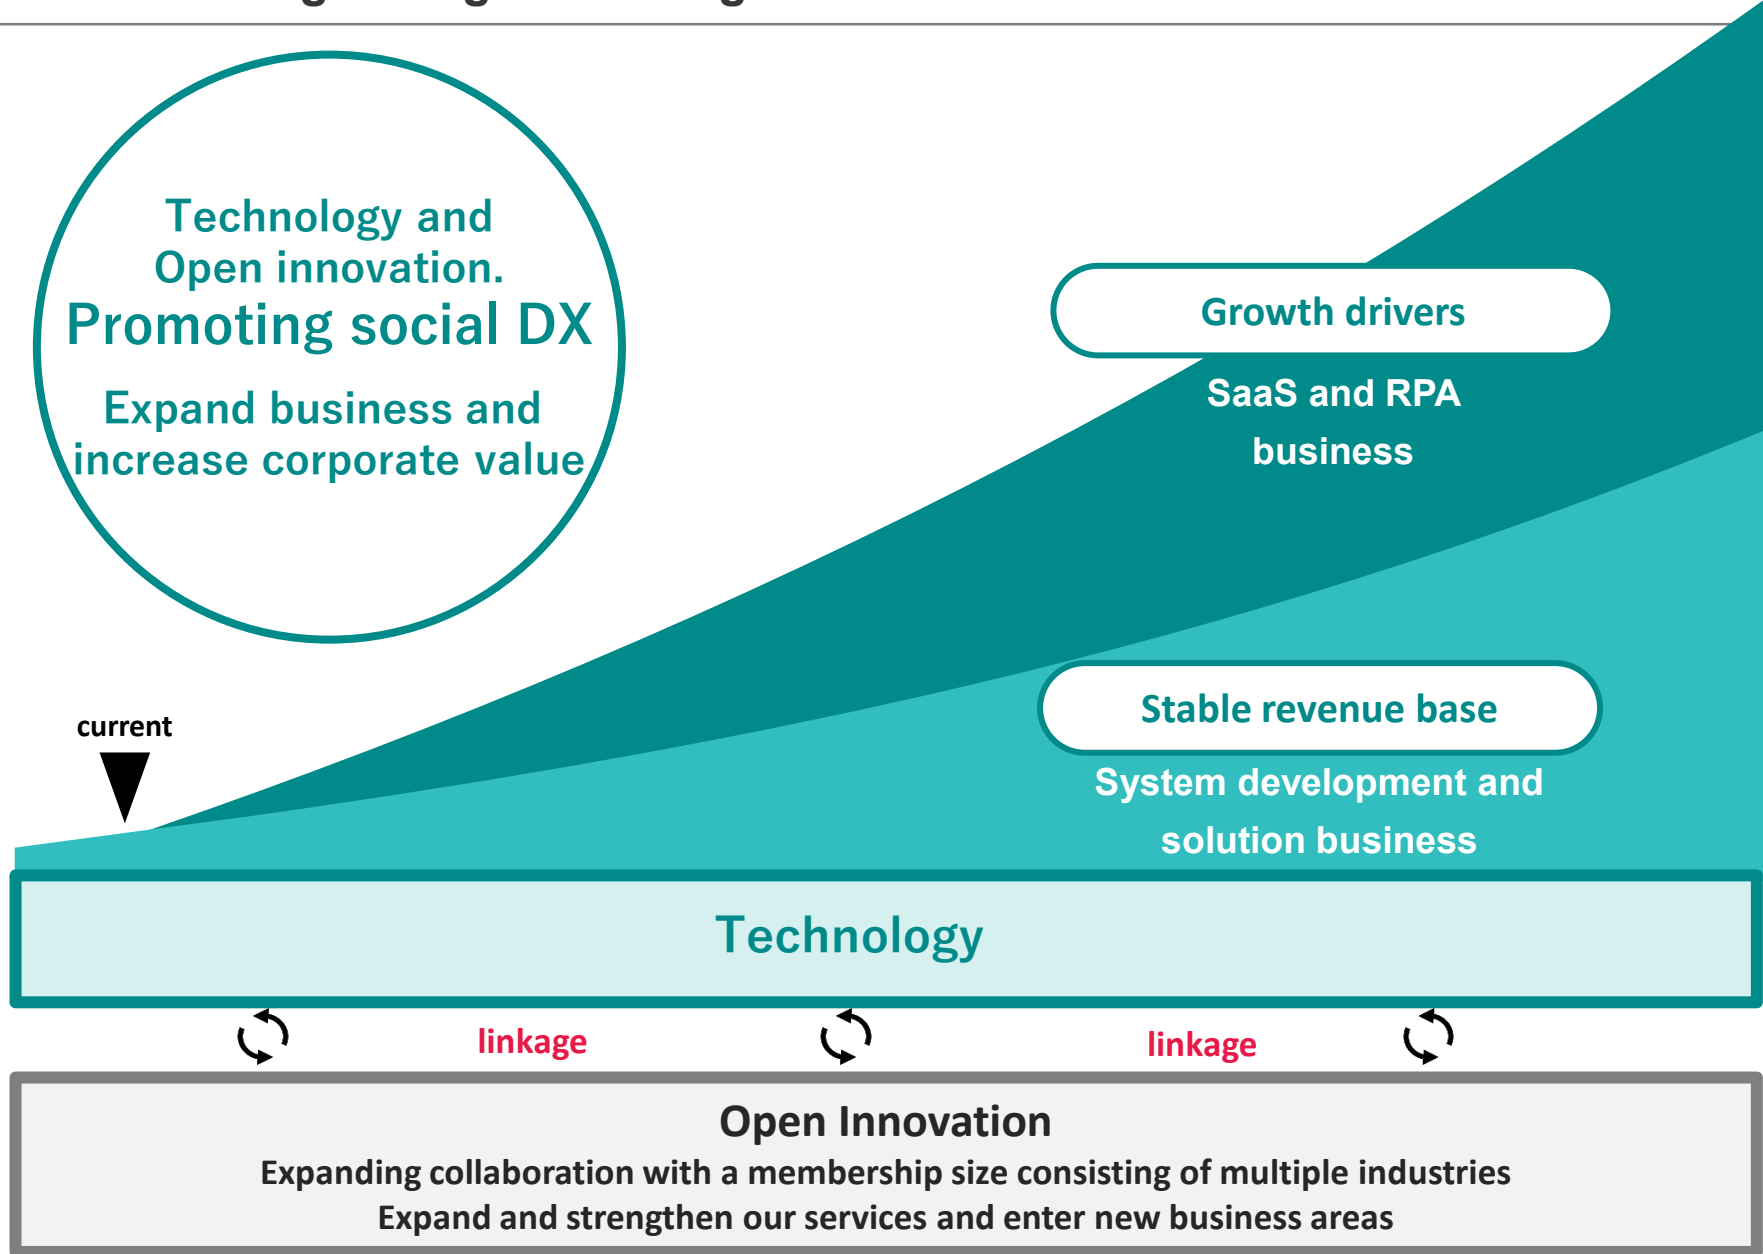 Technology and
Open innovation.
Promoting social DX
Expand business and
increase corporate value
Growth drivers
SaaS and RPA
business
current
Stable revenue base
System development and
solution business
Technology
linkage
linkage
Open Innovation
Expanding collaboration with a membership size consisting of multiple industries
Expand and strengthen our services and enter new business areas